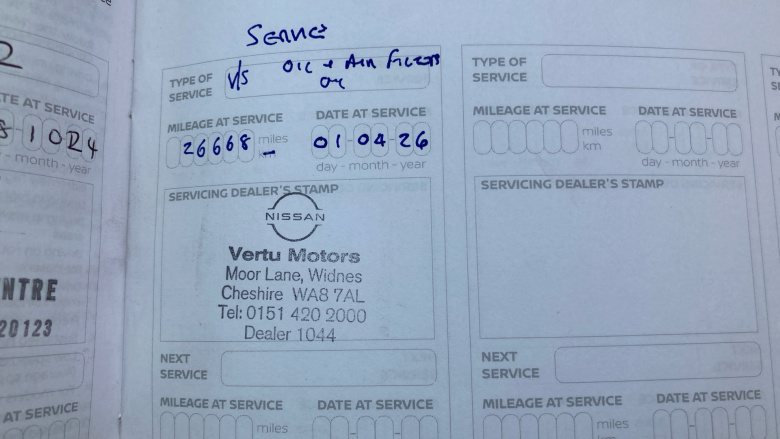 2
TE AT SERVICE
1024
- month - year
NTRE
20123
AT SERVICE
Service
TYPE OF
SERVICE
V/S OIL + AIR FILTERS
OK
MILEAGE AT SERVICE
DATE AT SERVICE
26668 miles
01-04-26
day - month - year
SERVICING DEALER'S STAMP
NISSAN
Vertu Motors
Moor Lane, Widnes
Cheshire WA8 7AL
Tel: 0151 420 2000
Dealer 1044
NEXT
SERVICE
MILEAGE AT SERVICE
DATE AT SERVICE
miles
TYPE OF
SERVICE
MILEAGE AT SERVICE
DATE AT SERVICE
miles
km
day - month - year
SERVICING DEALER'S STAMP
NEXT
SERVICE
MILEAGE AT SERVICE
DATE AT SERVICE
miles